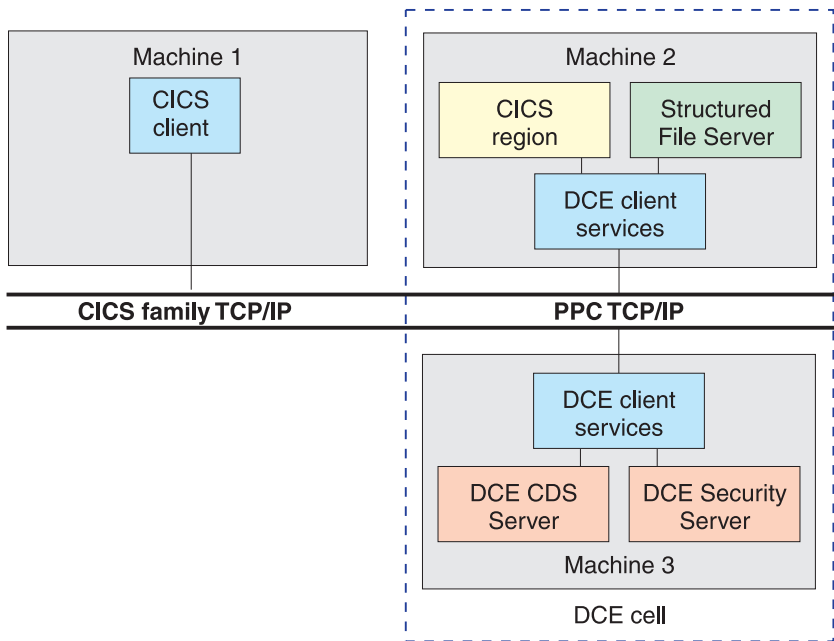 Machine 1
CICS
client
Machine 2
CICS
region
Structured
File Server
DCE client
services
CICS family TCP/IP
PPC TCP/IP
DCE client
services
DCE CDS
Server
DCE Security
Server
Machine 3
DCE cell